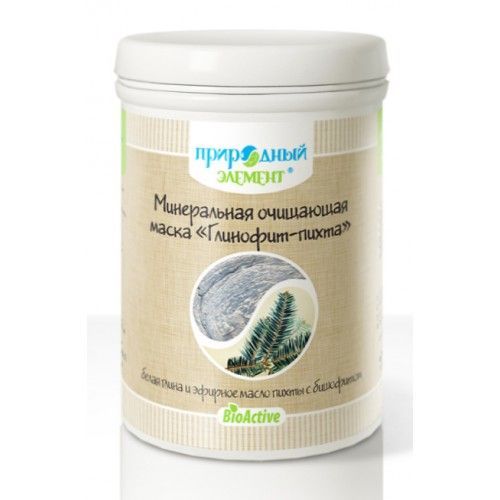 природный
ЭЛЕМЕНТ ®
Минеральная очищающая
маска «Глинофит-пихта»
белая глина и эфирное масло пихты с бишофитом
BioActive